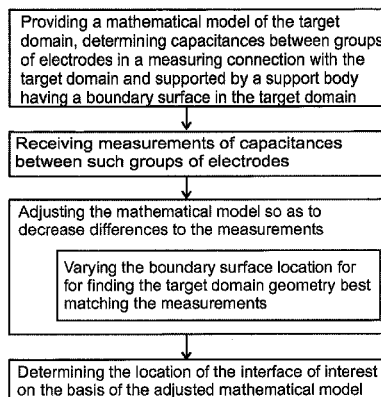 Providing a mathematical model of the target
domain, determining capacitances between groups
of electrodes in a measuring connection with the
target domain and supported by a support body
having a boundary surface in the target domain
Receiving measurements of capacitances
between such groups of electrodes
Adjusting the mathematical model so as to
decrease differences to the measurements
Varying the boundary surface location for
for finding the target domain geometry best
matching the measurements
Determining the location of the interface of interest
on the basis of the adjusted mathematical model